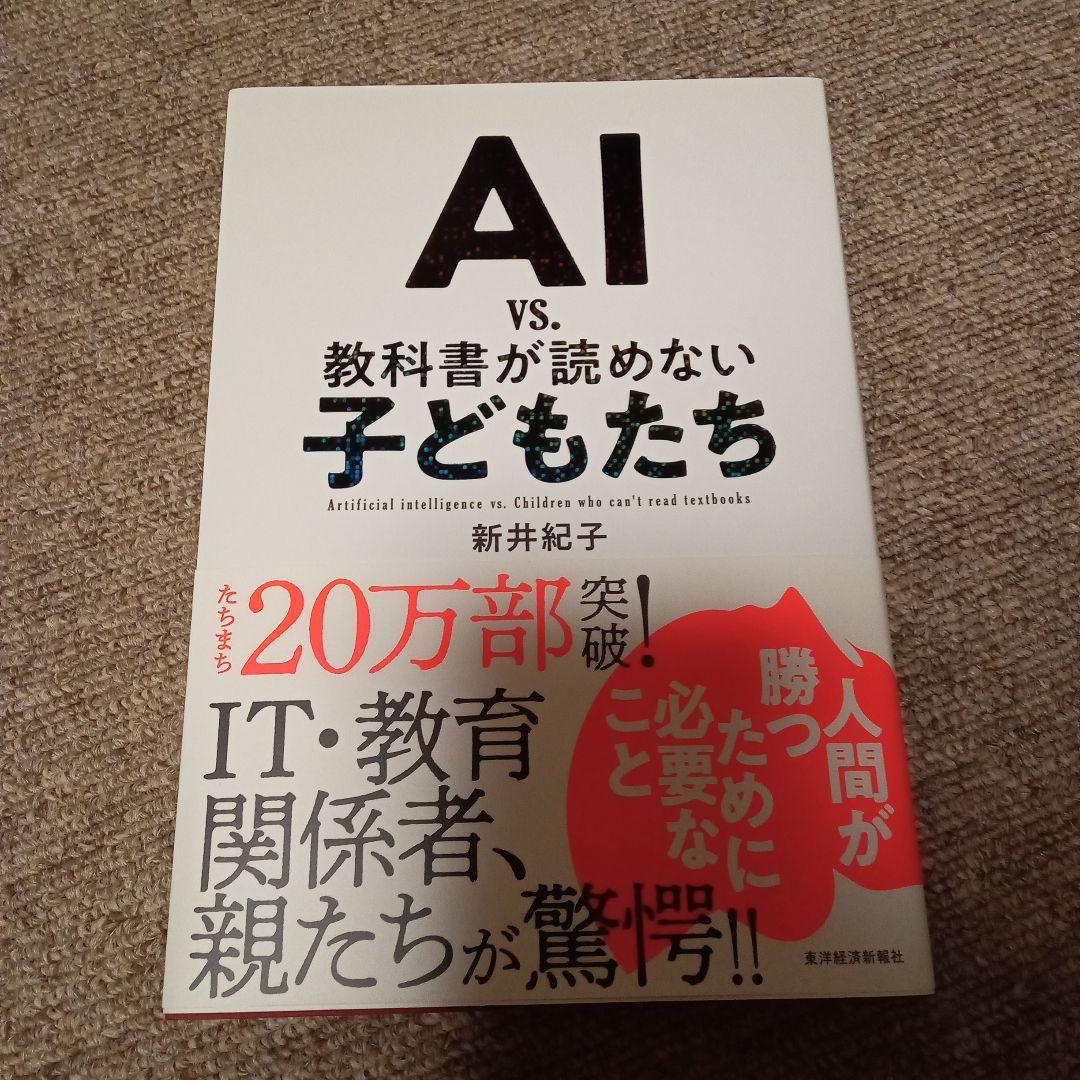 AI
vs.
教科書が読めない
子どもたち
Artificial intelligence vs. Children who can't read textbooks
新井紀子
たちまち
20万部
突破!
IT・教育
関係者、
親たちが驚愕!!
人間が
勝つ
ために
必要な
こと
東洋経済新報社